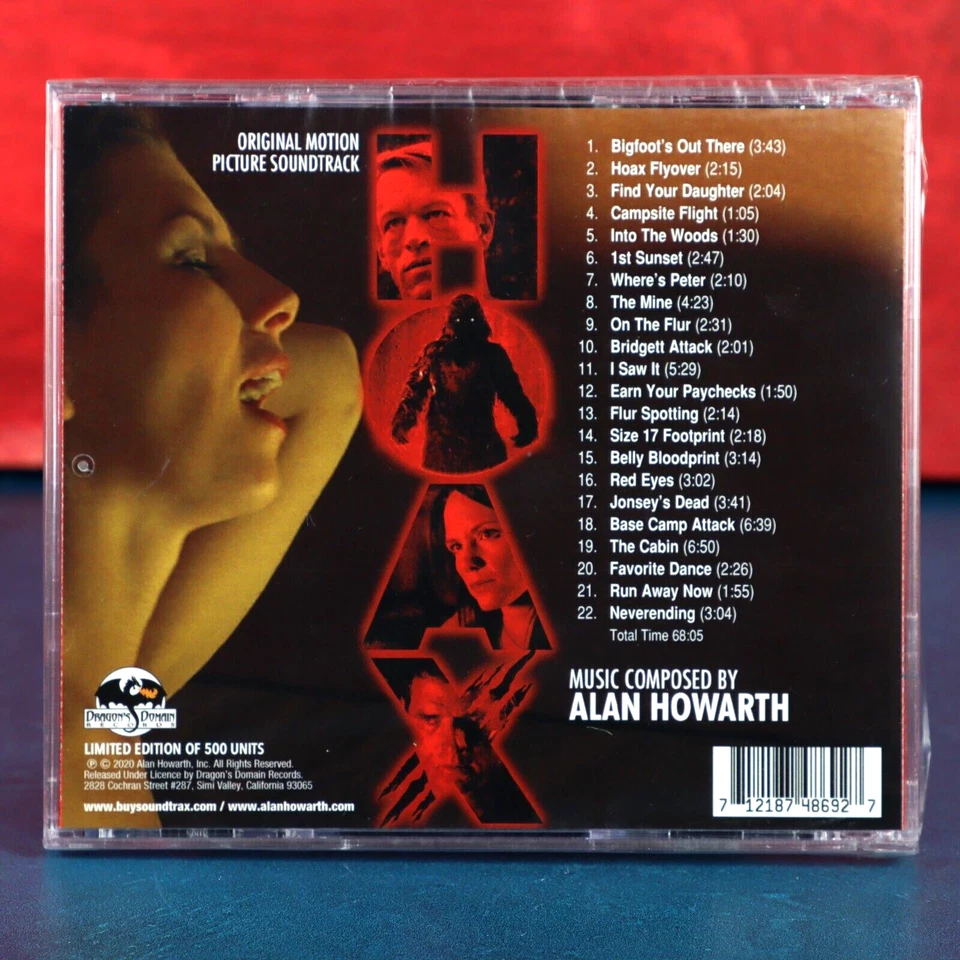 ORIGINAL MOTION
PICTURE SOUNDTRACK
HOAX
1. Bigfoot's Out There (3:43)
2. Hoax Flyover (2:15)
3. Find Your Daughter (2:04)
4. Campsite Flight (1:05)
5. Into The Woods (1:30)
6. 1st Sunset (2:47)
7. Where's Peter (2:10)
8. The Mine (4:23)
9. On The Flur (2:31)
10. Bridgett Attack (2:01)
11. I Saw It (5:29)
12. Earn Your Paychecks (1:50)
13. Flur Spotting (2:14)
14. Size 17 Footprint (2:18)
15. Belly Bloodprint (3:14)
16. Red Eyes (3:02)
17. Jonsey's Dead (3:41)
18. Base Camp Attack (6:39)
19. The Cabin (6:50)
20. Favorite Dance (2:26)
21. Run Away Now (1:55)
22. Neverending (3:04)
Total Time 68:05
MUSIC COMPOSED BY
ALAN HOWARTH
DRAGON'S DOMAIN
RECORDS
LIMITED EDITION OF 500 UNITS
℗ © 2020 Alan Howarth, Inc. All Rights Reserved.
Released Under Licence by Dragon's Domain Records.
2828 Cochran Street #287, Simi Valley, California 93065
www.buysoundtrax.com / www.alanhowarth.com
7 12187 48692 7